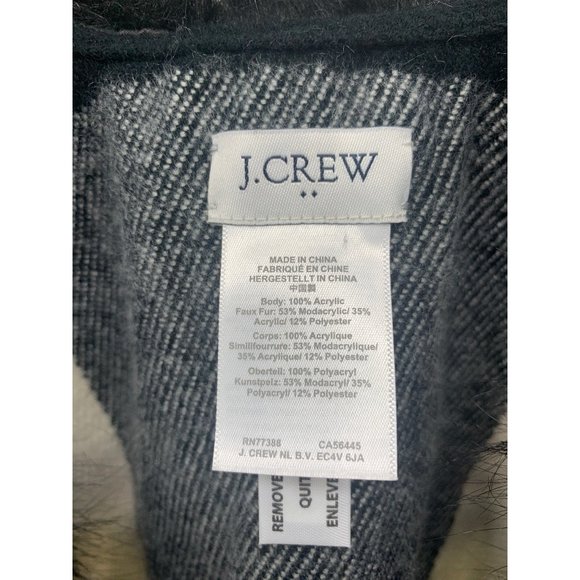 J.CREW
MADE IN CHINA
FABRIQUÉ EN CHINE
HERGESTELLT IN CHINA
中国製
Body: 100% Acrylic
Faux Fur: 53% Modacrylic/ 35%
Acrylic/ 12% Polyester
Corps: 100% Acrylique
Similifourrure: 53% Modacrylique/
35% Acrylique/ 12% Polyester
Oberteil: 100% Polyacryl
Kunstpelz: 53% Modacryl/ 35%
Polyacryl/ 12% Polyester
RN77388 CA56445
J. CREW NL B.V. EC4V 6JA
REMOVE
QUIT
ENLEVE